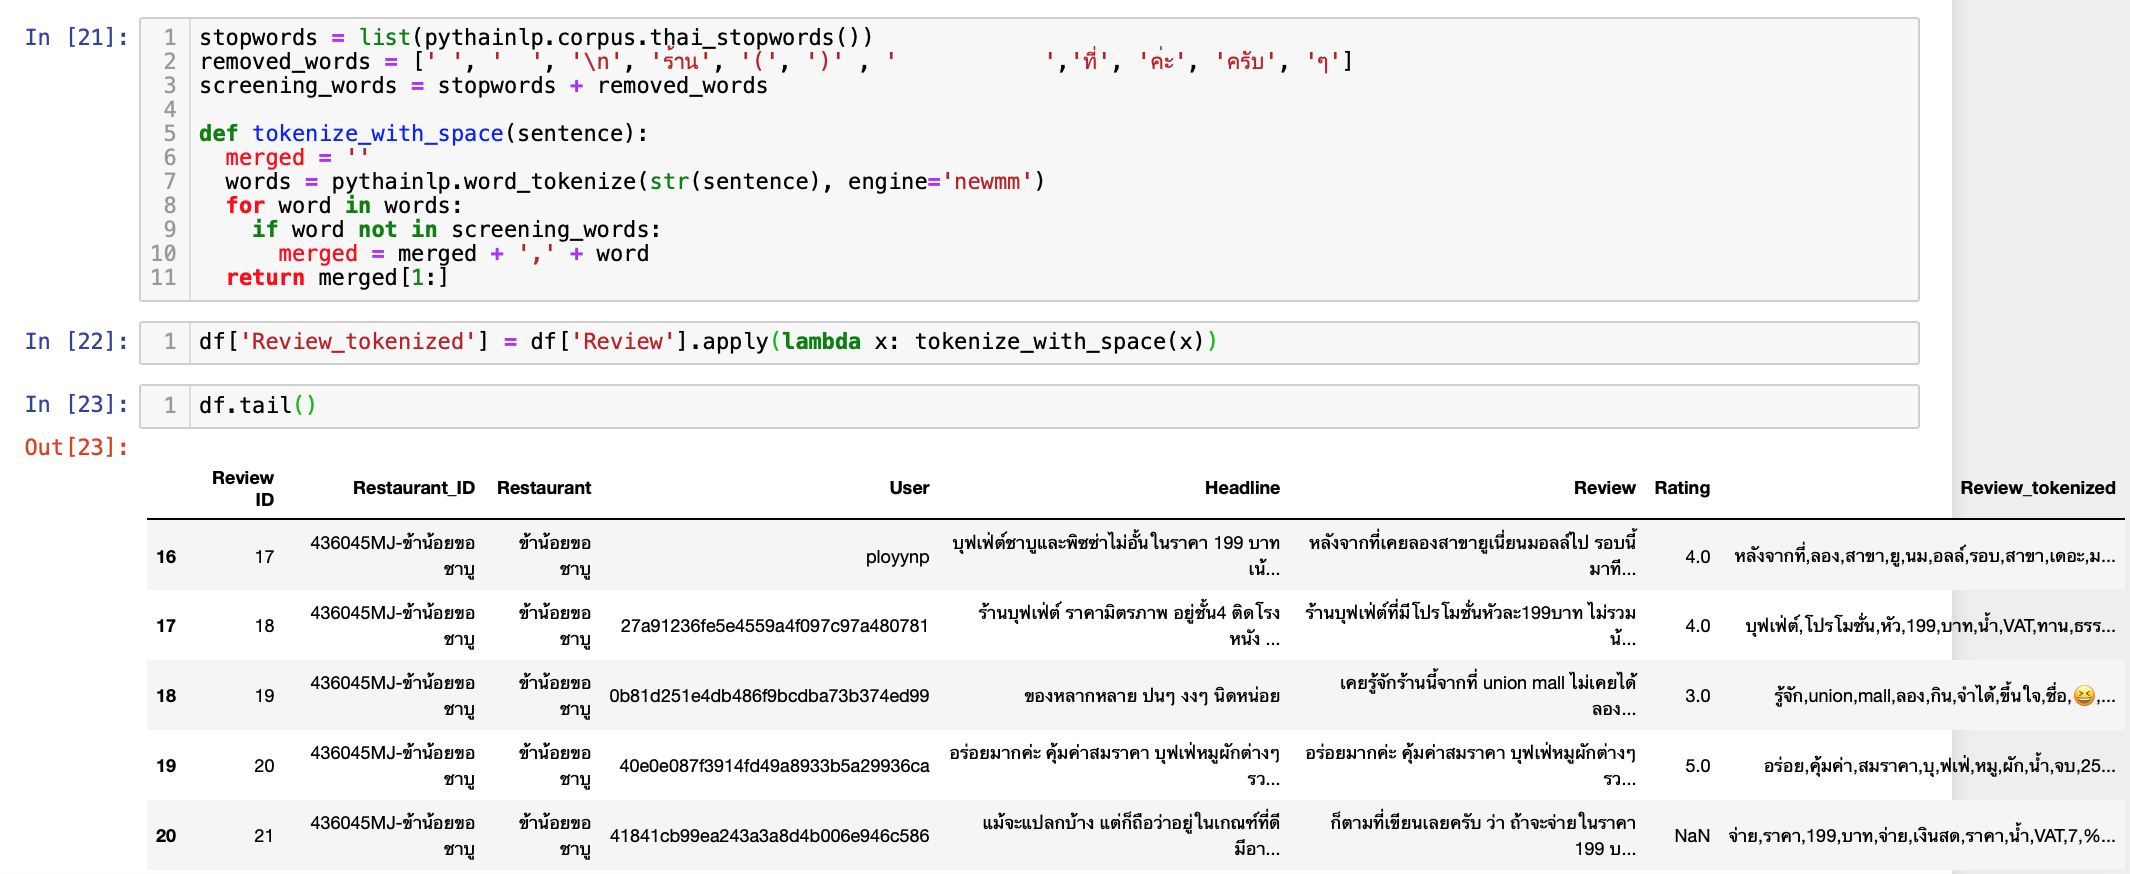 In [21]:
1 stopwords = list(pythainlp.corpus.thai_stopwords())
2 removed_words = [' ', '  ', '\n', 'ร้าน', '(', ')' , '           ','ที่', 'ค่ะ', 'ครับ', 'ๆ']
3 screening_words = stopwords + removed_words
4
5 def tokenize_with_space(sentence):
6   merged = ''
7   words = pythainlp.word_tokenize(str(sentence), engine='newmm')
8   for word in words:
9     if word not in screening_words:
10       merged = merged + ',' + word
11   return merged[1:]
In [22]:
1 df['Review_tokenized'] = df['Review'].apply(lambda x: tokenize_with_space(x))
In [23]:
1 df.tail()
Out[23]:
Review ID Restaurant_ID Restaurant User Headline Review Rating Review_tokenized
16 17 436045MJ-ข้าน้อยขอชาบู ข้าน้อยขอชาบู ployynp บุฟเฟ่ต์ชาบูและพิซซ่าไม่อั้นในราคา 199 บาท เน้... หลังจากที่เคยลองสาขายูเนี่ยนมอลล์ไป รอบนี้มาที... 4.0 หลังจากที่,ลอง,สาขา,ยู,นม,อลล์,รอบ,สาขา,เดอะ,ม...
17 18 436045MJ-ข้าน้อยขอชาบู ข้าน้อยขอชาบู 27a91236fe5e4559a4f097c97a480781 ร้านบุฟเฟ่ต์ ราคามิตรภาพ อยู่ชั้น4 ติดโรงหนัง ... ร้านบุฟเฟ่ต์ที่มีโปรโมชั่นหัวละ199บาท ไม่รวมน้... 4.0 บุฟเฟ่ต์,โปรโมชั่น,หัว,199,บาท,น้ำ,VAT,ทาน,ธรร...
18 19 436045MJ-ข้าน้อยขอชาบู ข้าน้อยขอชาบู 0b81d251e4db486f9bcdba73b374ed99 ของหลากหลาย ปนๆ งงๆ นิดหน่อย เคยรู้จักร้านนี้จากที่ union mall ไม่เคยได้ลอง... 3.0 รู้จัก,union,mall,ลอง,กิน,จำได้,ขึ้นใจ,ชื่อ,😆,...
19 20 436045MJ-ข้าน้อยขอชาบู ข้าน้อยขอชาบู 40e0e087f3914fd49a8933b5a29936ca อร่อยมากค่ะ คุ้มค่าสมราคา บุฟเฟ่หมูผักต่างๆ รว... อร่อยมากค่ะ คุ้มค่าสมราคา บุฟเฟ่หมูผักต่างๆ รว... 5.0 อร่อย,คุ้มค่า,สมราคา,บุ,ฟเฟ่,หมู,ผัก,น้ำ,จบ,25...
20 21 436045MJ-ข้าน้อยขอชาบู ข้าน้อยขอชาบู 41841cb99ea243a3a8d4b006e946c586 แม้จะแปลกบ้าง แต่ก็ถือว่าอยู่ในเกณฑ์ที่ดี มีอา... ก็ตามที่เขียนเลยครับ ว่า ถ้าจะจ่ายในราคา 199 บ... NaN จ่าย,ราคา,199,บาท,จ่าย,เงินสด,ราคา,น้ำ,VAT,7,%...